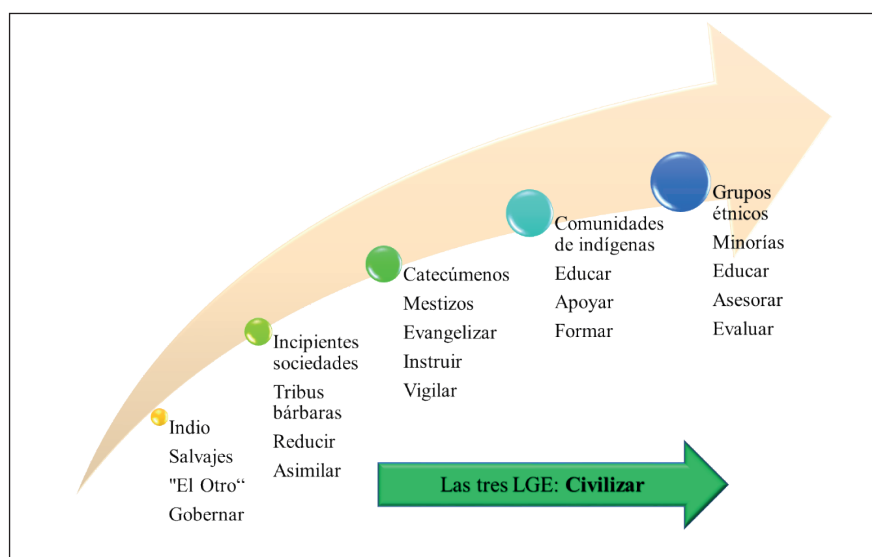 Indio
Salvajes
"El Otro“
Gobernar
Incipientes
sociedades
Tribus
bárbaras
Reducir
Asimilar
Catecúmenos
Mestizos
Evangelizar
Instruir
Vigilar
Comunidades
de indígenas
Educar
Apoyar
Formar
Grupos
étnicos
Minorías
Educar
Asesorar
Evaluar
Las tres LGE: Civilizar